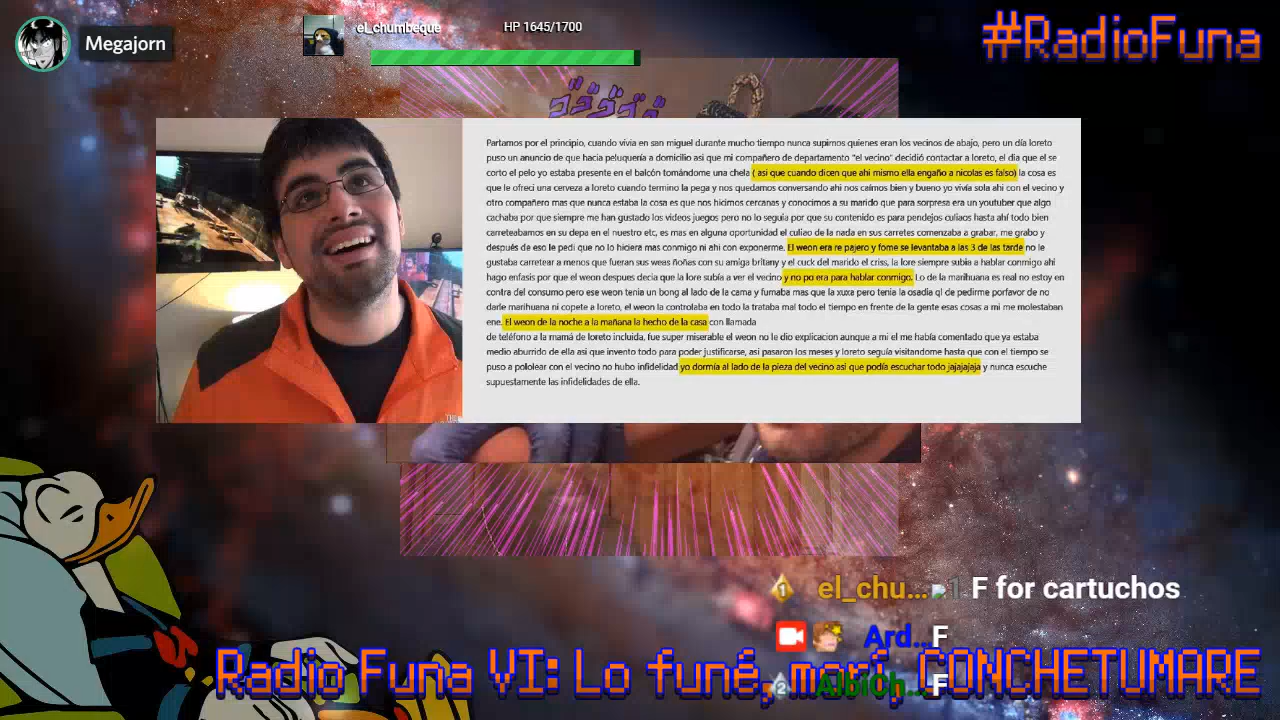 Megajorn
el_chumbeque
HP 1645/1700
#RadioFuna
Partamos por el principio, cuando vivia en san miguel durante mucho tiempo nunca supimos quienes eran los vecinos de abajo, pero un día loreto
puso un anuncio de que hacia peluquería a domicilio asi que mi compañero de departamento "el vecino" decidió contactar a loreto, el día que el se
corto el pelo yo estaba presente en el balcón tomándome una chela ( asi que cuando dicen que ahi mismo ella engaño a nicolas es falso) la cosa es
que le ofreci una cerveza a loreto cuando termino la pega y nos quedamos conversando ahi nos caímos bien y bueno yo vivía sola ahi con el vecino y
otro compañero mas que nunca estaba la cosa es que nos hicimos cercanas y conocimos a su marido que para sorpresa era un youtuber que algo
cachaba por que siempre me han gustado los videos juegos pero no lo seguia por que su contenido es para pendejos culiaos hasta ahí todo bien
carreteabamos en su depa en el nuestro etc, es mas en alguna oportunidad el culiao de la nada en sus carretes comenzaba a grabar, me grabo y
después de eso le pedi que no lo hiciera mas conmigo ni ahi con exponerme. El weon era re pajero y fome se levantaba a las 3 de las tarde no le
gustaba carretear a menos que fueran sus weas ñoñas con su amiga britany y el cuck del marido el criss, la lore siempre subia a hablar conmigo ahi
hago enfasis por que el weon despues decia que la lore subía a ver el vecino y no po era para hablar conmigo. Lo de la marihuana es real no estoy en
contra del consumo pero ese weon tenia un bong al lado de la cama y fumaba mas que la xuxa pero tenia la osadia ql de pedirme porfavor de no
darle marihuana ni copete a loreto, el weon la controlaba en todo la trataba mal todo el tiempo en frente de la gente esas cosas a mi me molestaban
ene. El weon de la noche a la mañana la hecho de la casa con llamada
de teléfono a la mamá de loreto incluida, fue super miserable el weon no le dio explicacion aunque a mi el me había comentado que ya estaba
medio aburrido de ella asi que invento todo para poder justificarse, asi pasaron los meses y loreto seguía visitandome hasta que con el tiempo se
puso a pololear con el vecino no hubo infidelidad yo dormía al lado de la pieza del vecino asi que podía escuchar todo jajajajaja y nunca escuche
supuestamente las infidelidades de ella.
1 el_chu... 1 F for cartuchos
Ard...F
Radio Funa VI: Lo funé, morí, CONCHETUMARE
2 AlbiCh...F